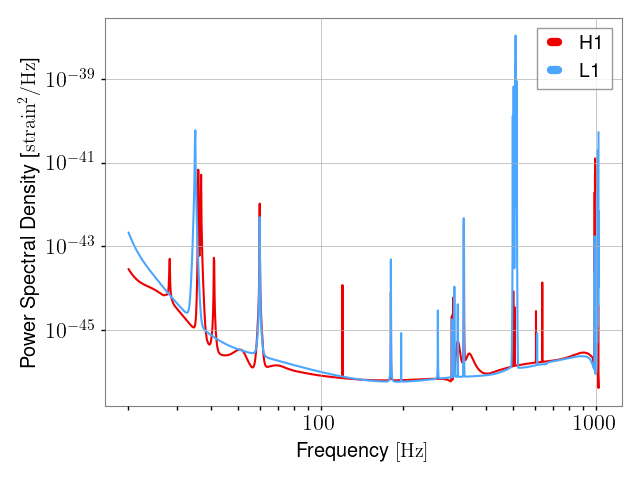 H1
L1
10^{-39}
10^{-41}
10^{-43}
10^{-45}
Power Spectral Density [strain²/Hz]
100
1000
Frequency [Hz]